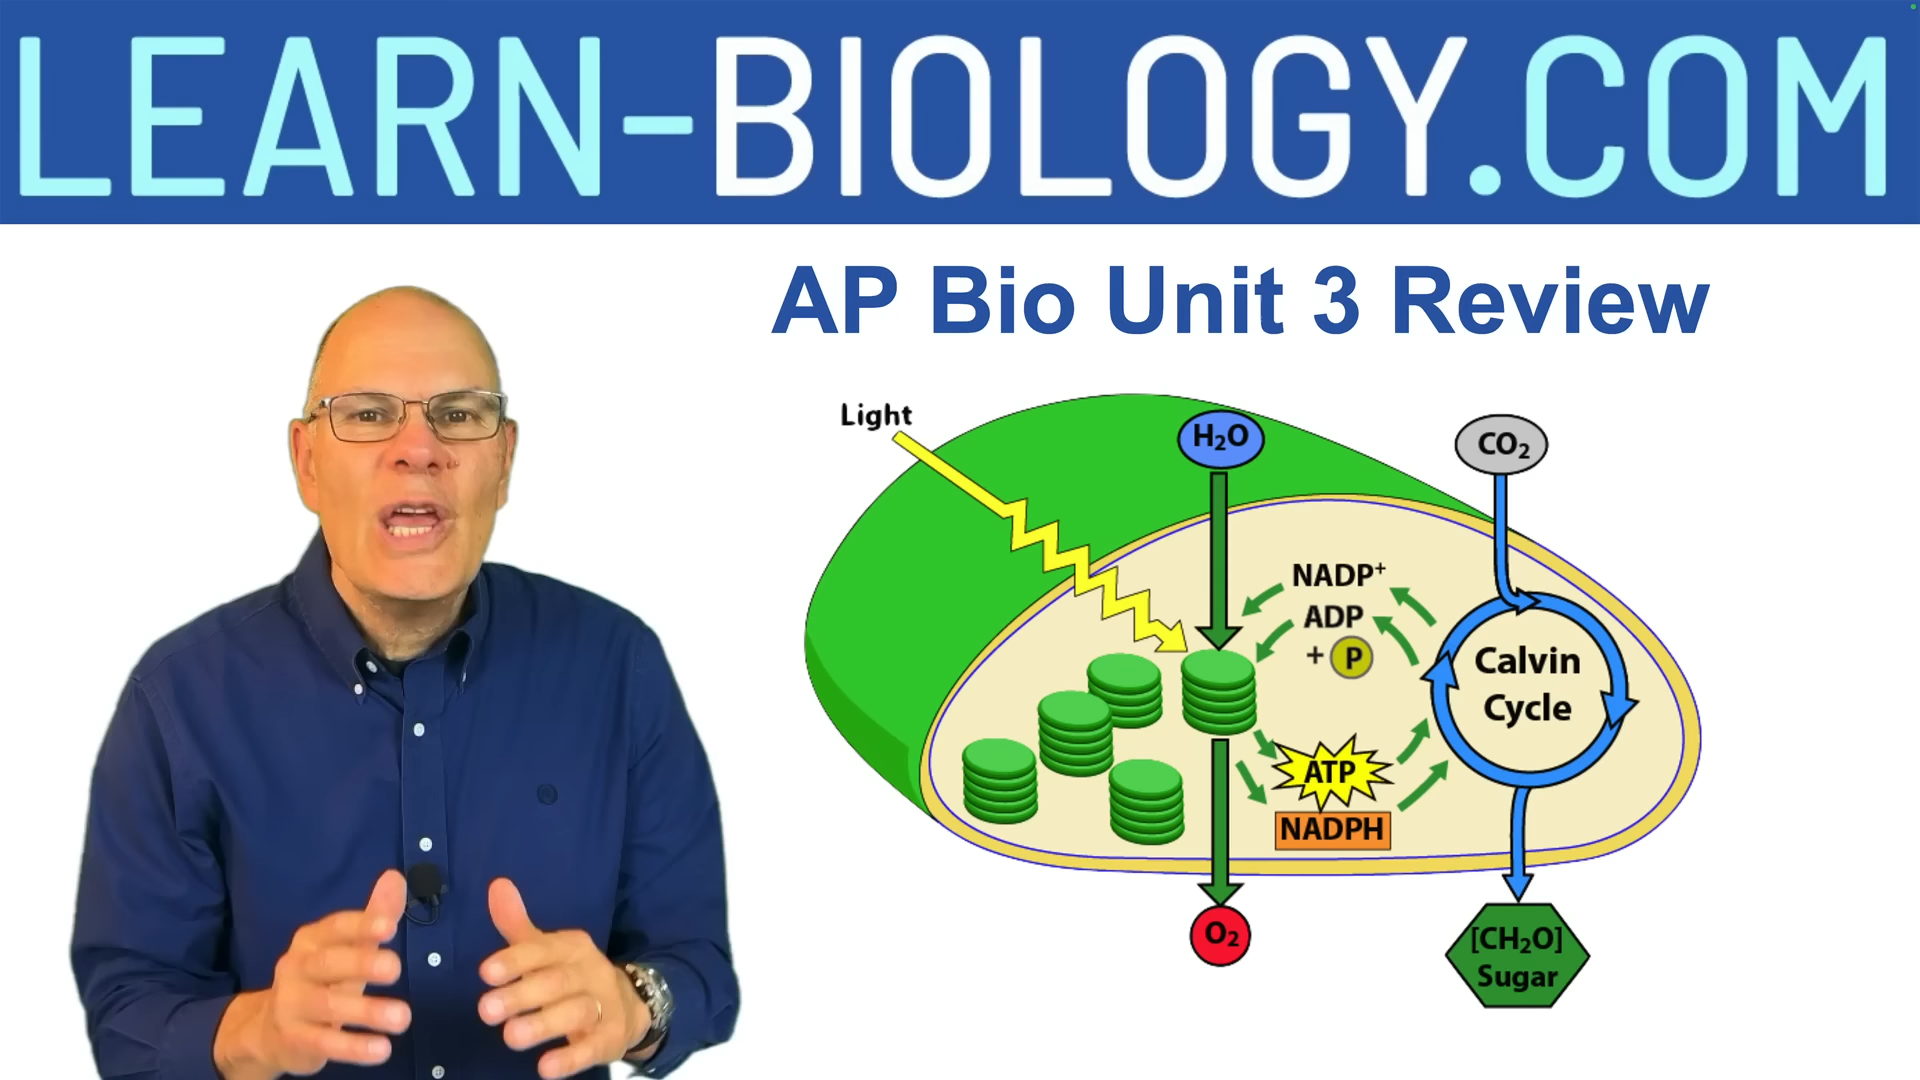 LEARN-BIOLOGY.COM
AP Bio Unit 3 Review
Light
H₂O
CO₂
NADP⁺
ADP
+ P
Calvin
Cycle
ATP
NADPH
O₂
[CH₂O]
Sugar